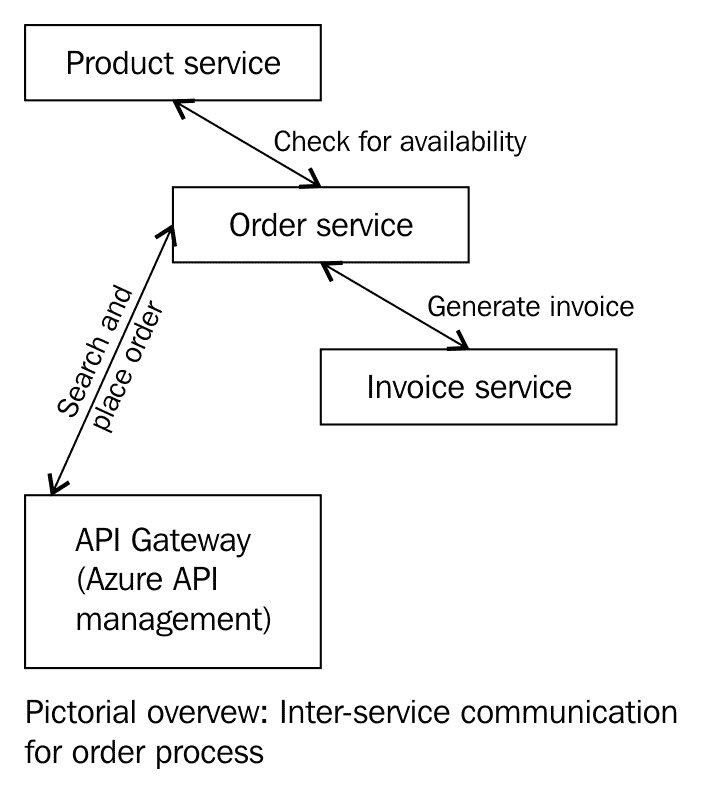 Product service
Check for availability
Order service
Search and
place order
Generate invoice
Invoice service
API Gateway
(Azure API
management)
Pictorial overvew: Inter-service communication
for order process